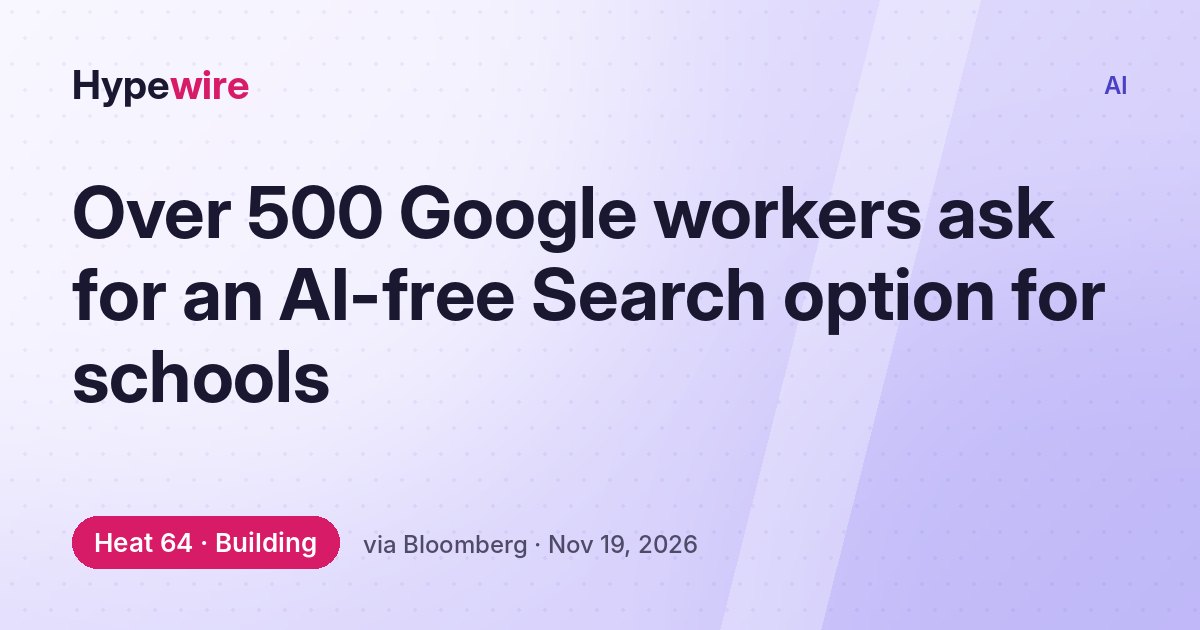 Hypewire
AI
Over 500 Google workers ask
for an AI-free Search option for
schools
Heat 64 · Building
via Bloomberg · Nov 19, 2026